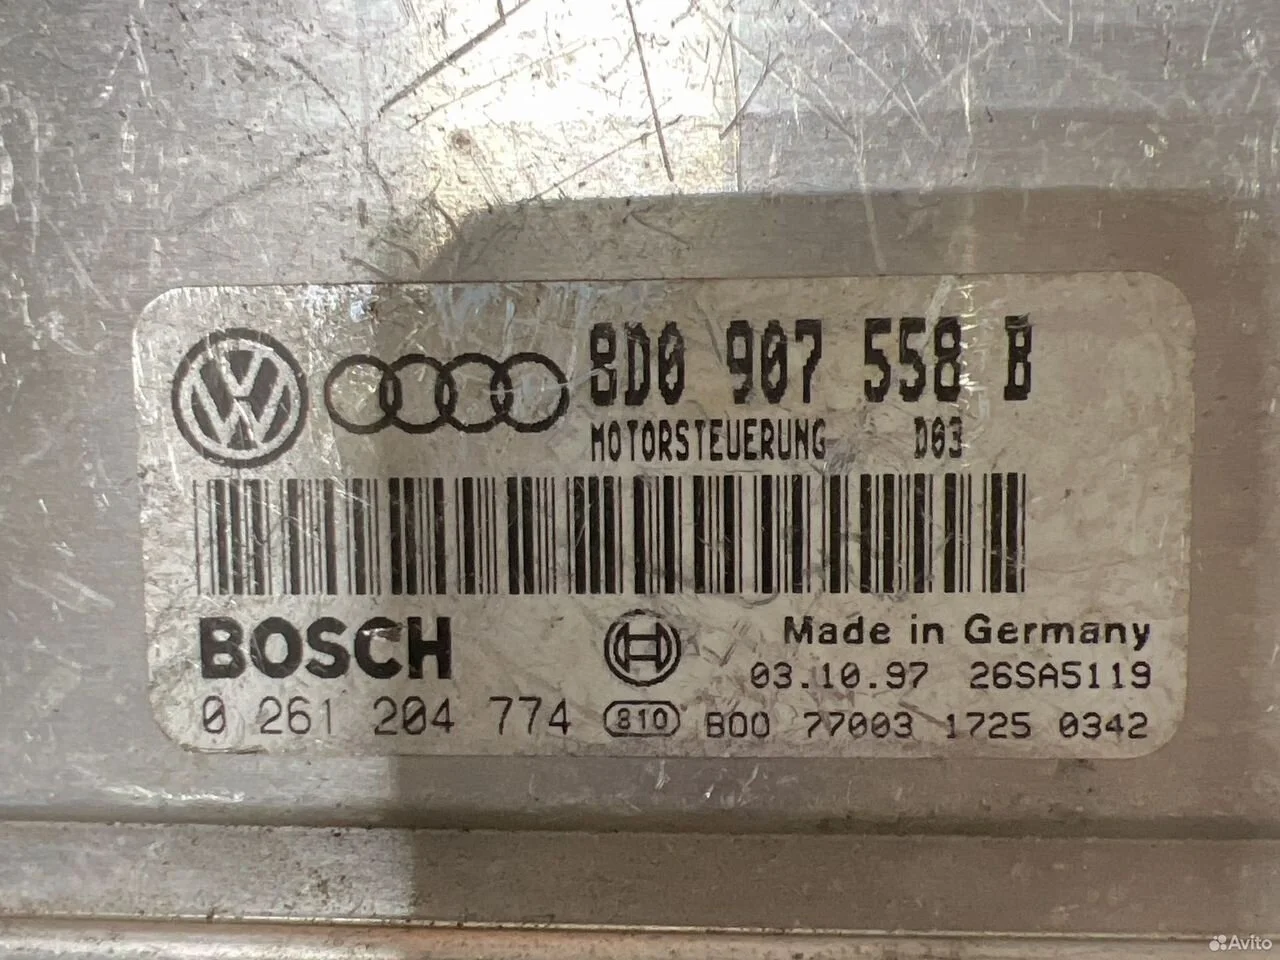 8D0 907 558 B
MOTORSTEUERUNG D03
BOSCH
Made in Germany
03.10.97 26SA5119
0 261 204 774 810 B00 77003 1725 0342
Avito